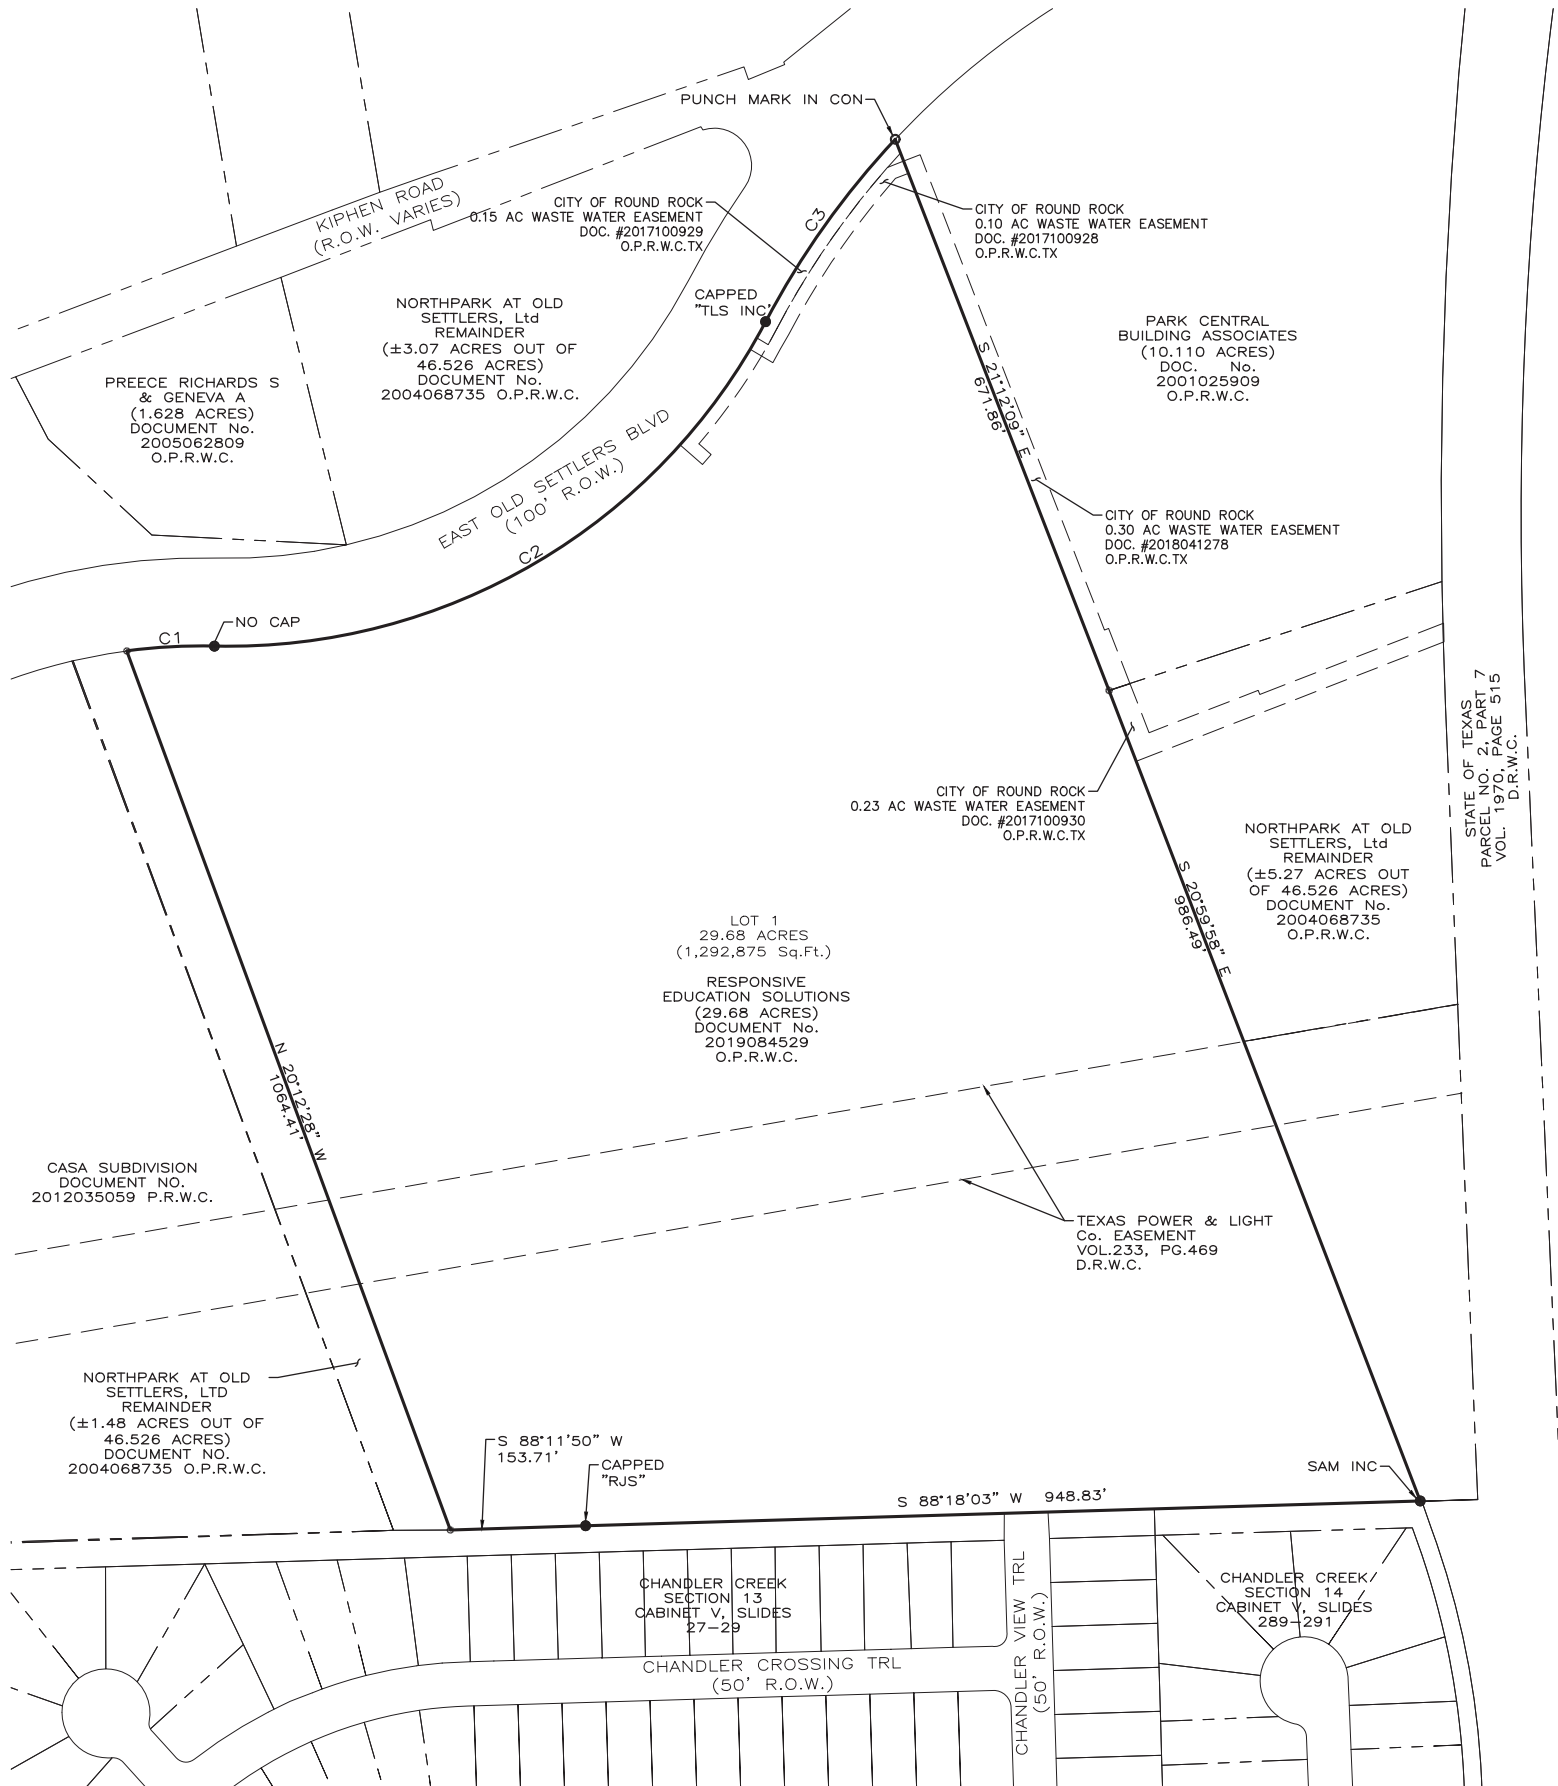 PUNCH MARK IN CON
KIPHEN ROAD
(R.O.W. VARIES)
CITY OF ROUND ROCK
0.15 AC WASTE WATER EASEMENT
DOC. #2017100929
O.P.R.W.C.TX
C3
CITY OF ROUND ROCK
0.10 AC WASTE WATER EASEMENT
DOC. #2017100928
O.P.R.W.C.TX
CAPPED
"TLS INC"
NORTHPARK AT OLD
SETTLERS, Ltd
REMAINDER
(±3.07 ACRES OUT OF
46.526 ACRES)
DOCUMENT No.
2004068735 O.P.R.W.C.
PARK CENTRAL
BUILDING ASSOCIATES
(10.110 ACRES)
DOC. No.
2001025909
O.P.R.W.C.
PREECE RICHARDS S
& GENEVA A
(1.628 ACRES)
DOCUMENT No.
2005062809
O.P.R.W.C.
S 21°12'09" E
671.86'
EAST OLD SETTLERS BLVD
(100' R.O.W.)
C2
CITY OF ROUND ROCK
0.30 AC WASTE WATER EASEMENT
DOC. #2018041278
O.P.R.W.C.TX
NO CAP
C1
STATE OF TEXAS
PARCEL NO. 2, PART 7
VOL. 1970, PAGE 515
D.R.W.C.
CITY OF ROUND ROCK
0.23 AC WASTE WATER EASEMENT
DOC. #2017100930
O.P.R.W.C.TX
NORTHPARK AT OLD
SETTLERS, Ltd
REMAINDER
(±5.27 ACRES OUT
OF 46.526 ACRES)
DOCUMENT No.
2004068735
O.P.R.W.C.
S 20°59'58" E
986.49'
LOT 1
29.68 ACRES
(1,292,875 Sq.Ft.)
RESPONSIVE
EDUCATION SOLUTIONS
(29.68 ACRES)
DOCUMENT No.
2019084529
O.P.R.W.C.
N 20°12'28" W
1064.41'
CASA SUBDIVISION
DOCUMENT NO.
2012035059 P.R.W.C.
TEXAS POWER & LIGHT
Co. EASEMENT
VOL.233, PG.469
D.R.W.C.
NORTHPARK AT OLD
SETTLERS, LTD
REMAINDER
(±1.48 ACRES OUT OF
46.526 ACRES)
DOCUMENT NO.
2004068735 O.P.R.W.C.
S 88°11'50" W
153.71'
CAPPED
"RJS"
SAM INC
S 88°18'03" W 948.83'
CHANDLER CREEK
SECTION 13
CABINET V, SLIDES
27-29
CHANDLER VIEW TRL
(50' R.O.W.)
CHANDLER CREEK
SECTION 14
CABINET V, SLIDES
289-291
CHANDLER CROSSING TRL
(50' R.O.W.)